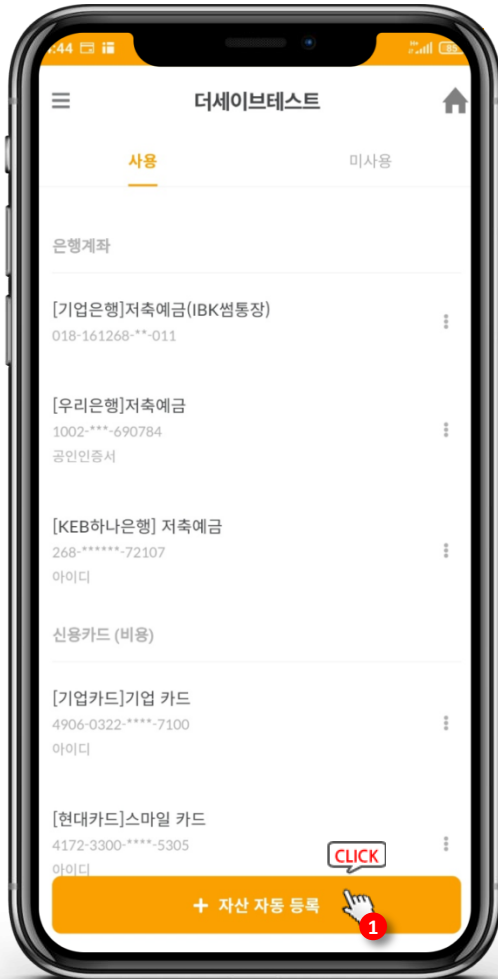 :44
더세이브테스트
사용 미사용
은행계좌
[기업은행]저축예금(IBK썸통장)
018-161268-**-011
[우리은행]저축예금
1002-***-690784
공인인증서
[KEB하나은행] 저축예금
268-******-72107
아이디
신용카드 (비용)
[기업카드]기업 카드
4906-0322-****-7100
아이디
[현대카드]스마일 카드
4172-3300-****-5305
아이디
CLICK
+ 자산 자동 등록
1